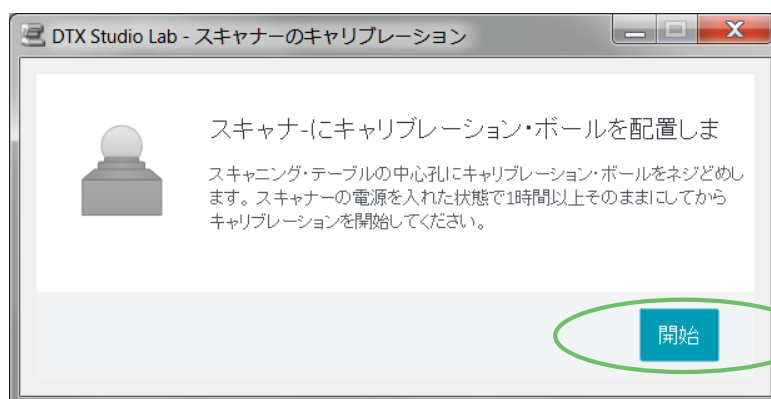 DTX Studio Lab - スキャナーのキャリブレーション
スキャナ-にキャリブレーション・ボールを配置しま
スキャニング・テーブルの中心孔にキャリブレーション・ボールをネジどめし
ます。スキャナーの電源を入れた状態で1時間以上そのままにしてから
キャリブレーションを開始してください。
開始